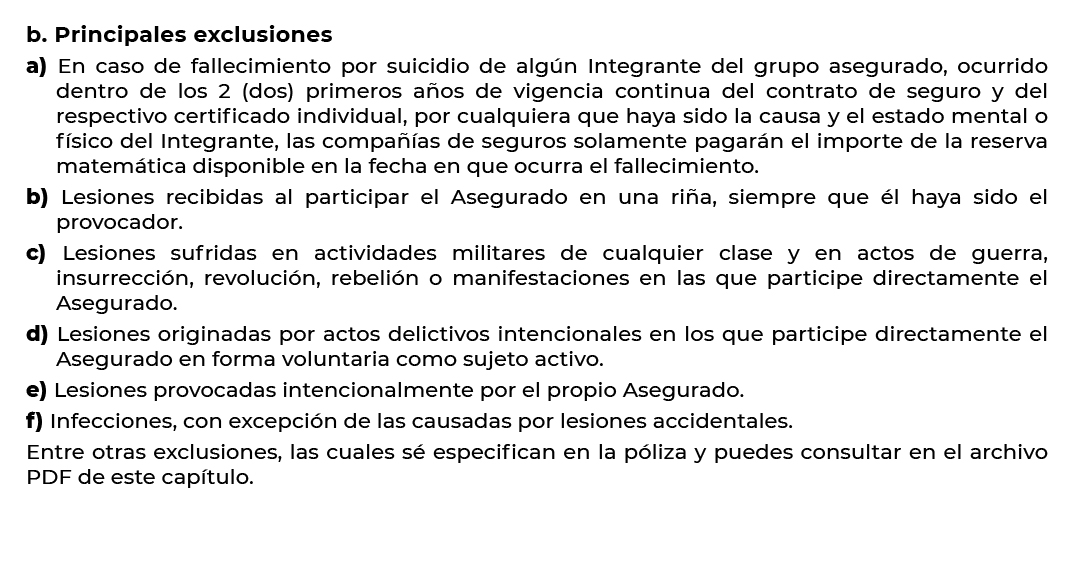 b. Principales exclusiones
a) En caso de fallecimiento por suicidio de algún Integrante del grupo asegurado, ocurrido
dentro de los 2 (dos) primeros años de vigencia continua del contrato de seguro y del
respectivo certificado individual, por cualquiera que haya sido la causa y el estado mental o
físico del Integrante, las compañías de seguros solamente pagarán el importe de la reserva
matemática disponible en la fecha en que ocurra el fallecimiento.
b) Lesiones recibidas al participar el Asegurado en una riña, siempre que él haya sido el
provocador.
c) Lesiones sufridas en actividades militares de cualquier clase y en actos de guerra,
insurrección, revolución, rebelión o manifestaciones en las que participe directamente el
Asegurado.
d) Lesiones originadas por actos delictivos intencionales en los que participe directamente el
Asegurado en forma voluntaria como sujeto activo.
e) Lesiones provocadas intencionalmente por el propio Asegurado.
f) Infecciones, con excepción de las causadas por lesiones accidentales.
Entre otras exclusiones, las cuales sé especifican en la póliza y puedes consultar en el archivo
PDF de este capítulo.